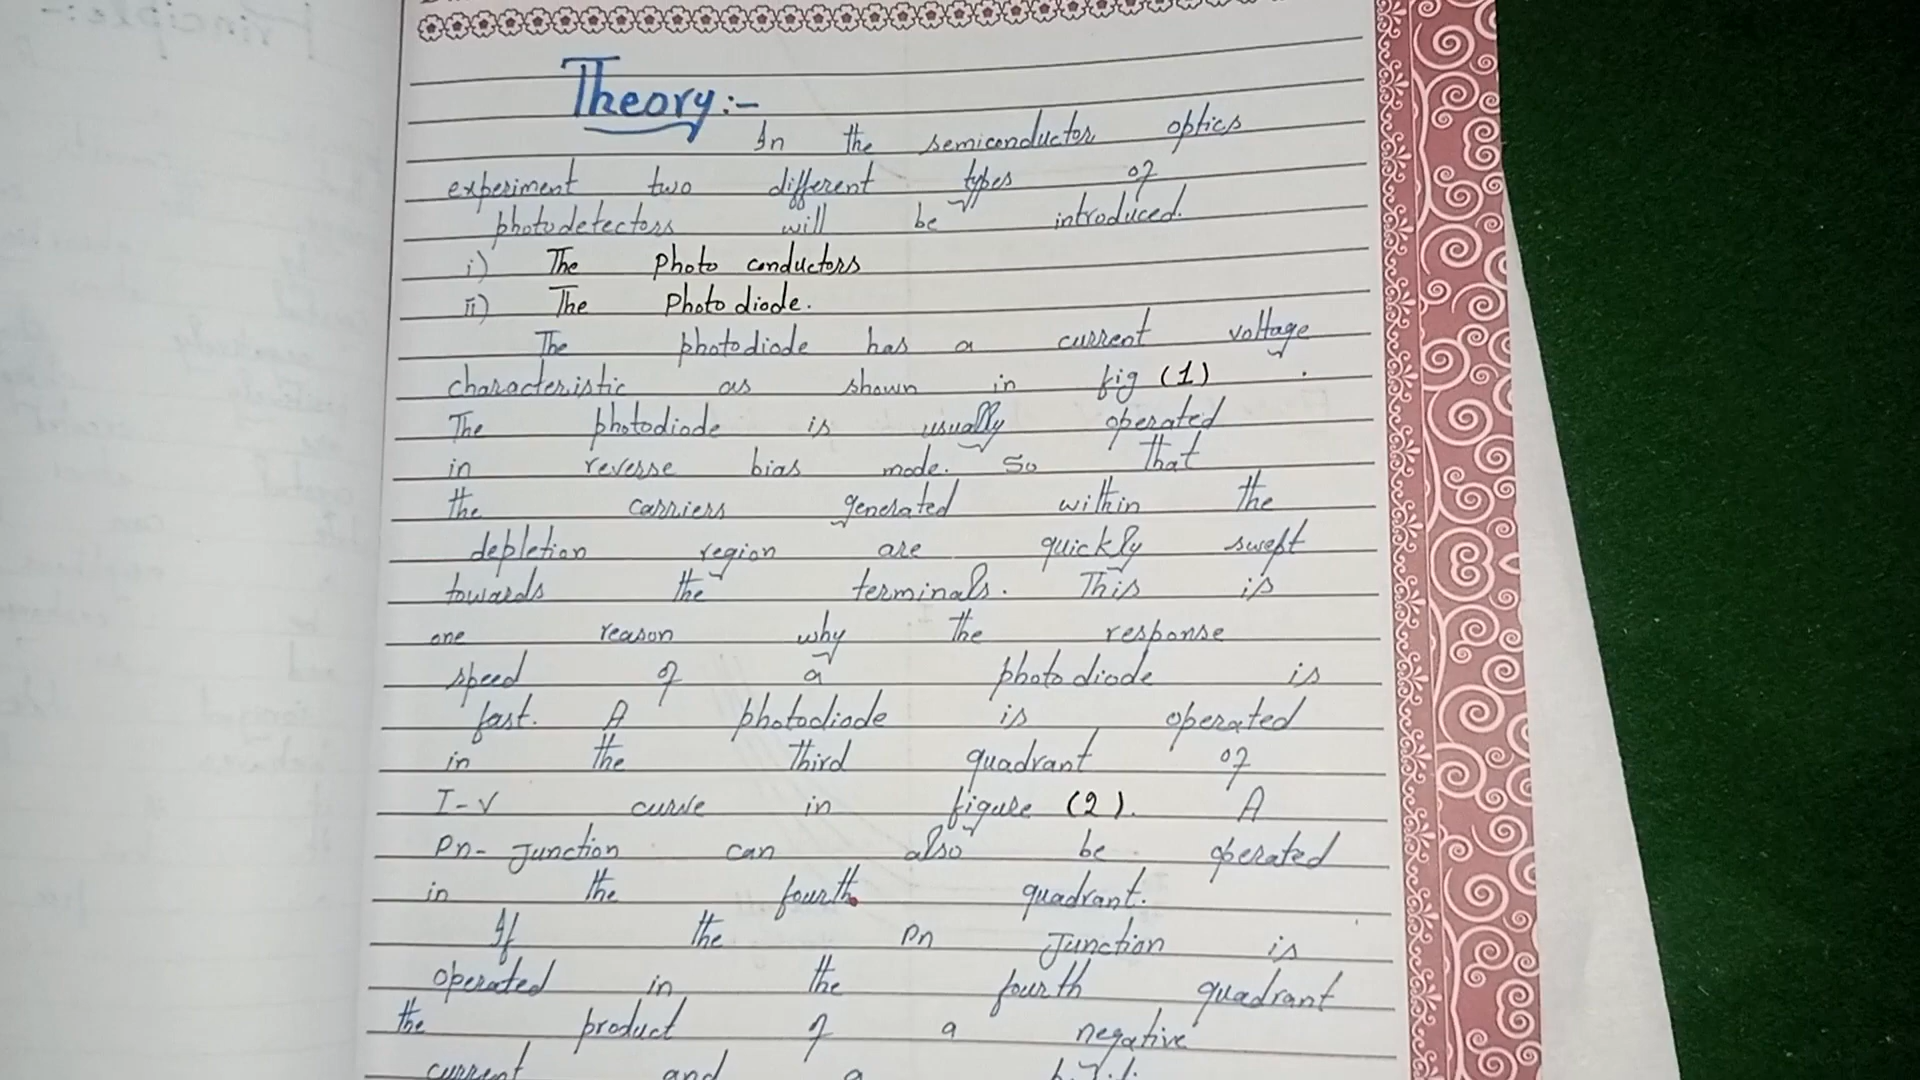 Theory:-
In the semiconductor optics
experiment two different types of
photodetectors will be introduced.
i) The Photo conductors
ii) The Photodiode.
The photodiode has a current voltage
characteristic as shown in fig (1)
The photodiode is usually operated
in reverse bias mode. So that
the carriers generated within the
depletion region are quickly swept
towards the terminals. This is
one reason why the response
speed of a photodiode is
fast. A photodiode is operated
in the third quadrant of
I-V curve in figure (2). A
Pn-Junction can also be operated
in the fourth quadrant.
If the Pn Junction is
operated in the fourth quadrant
the product of a negative
current and a